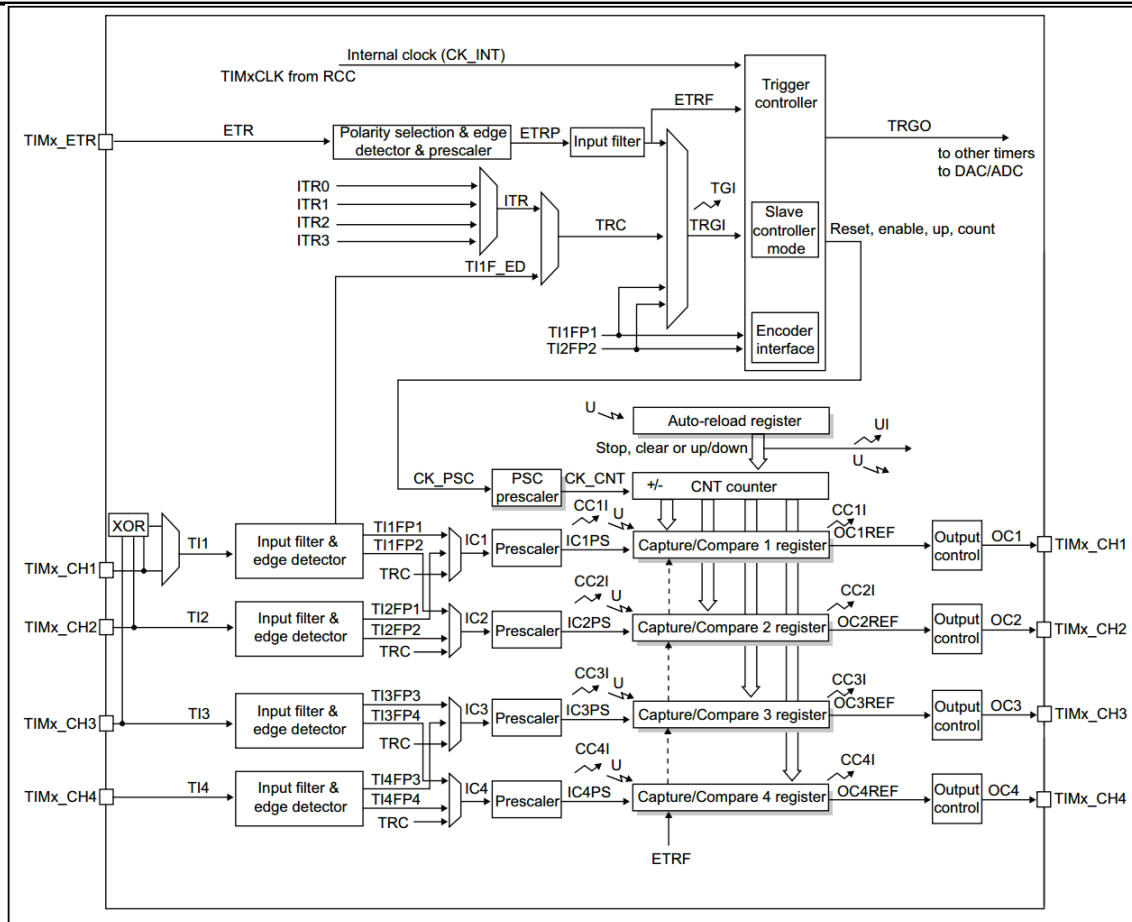 Internal clock (CK_INT)
TIMxCLK from RCC
Trigger
controller
ETRF
TIMx_ETR
ETR
Polarity selection & edge
detector & prescaler
ETRP
Input filter
TRGO
to other timers
to DAC/ADC
ITR0
ITR1
ITR2
ITR3
ITR
TRC
TGI
TRGI
Slave
controller
mode
Reset, enable, up, count
TI1F_ED
TI1FP1
TI2FP2
Encoder
interface
U
Auto-reload register
UI
Stop, clear or up/down
U
CK_PSC
PSC
prescaler
CK_CNT
+/-
CNT counter
XOR
TI1
TIMx_CH1
Input filter &
edge detector
TI1FP1
TI1FP2
TRC
IC1
Prescaler
IC1PS
CC1I
U
Capture/Compare 1 register
CC1I
OC1REF
Output
control
OC1
TIMx_CH1
TIMx_CH2
TI2
Input filter &
edge detector
TI2FP1
TI2FP2
TRC
IC2
Prescaler
IC2PS
CC2I
U
Capture/Compare 2 register
CC2I
OC2REF
Output
control
OC2
TIMx_CH2
TIMx_CH3
TI3
Input filter &
edge detector
TI3FP3
TI3FP4
TRC
IC3
Prescaler
IC3PS
CC3I
U
Capture/Compare 3 register
CC3I
OC3REF
Output
control
OC3
TIMx_CH3
TIMx_CH4
TI4
Input filter &
edge detector
TI4FP3
TI4FP4
TRC
IC4
Prescaler
IC4PS
CC4I
U
Capture/Compare 4 register
CC4I
OC4REF
Output
control
OC4
TIMx_CH4
ETRF